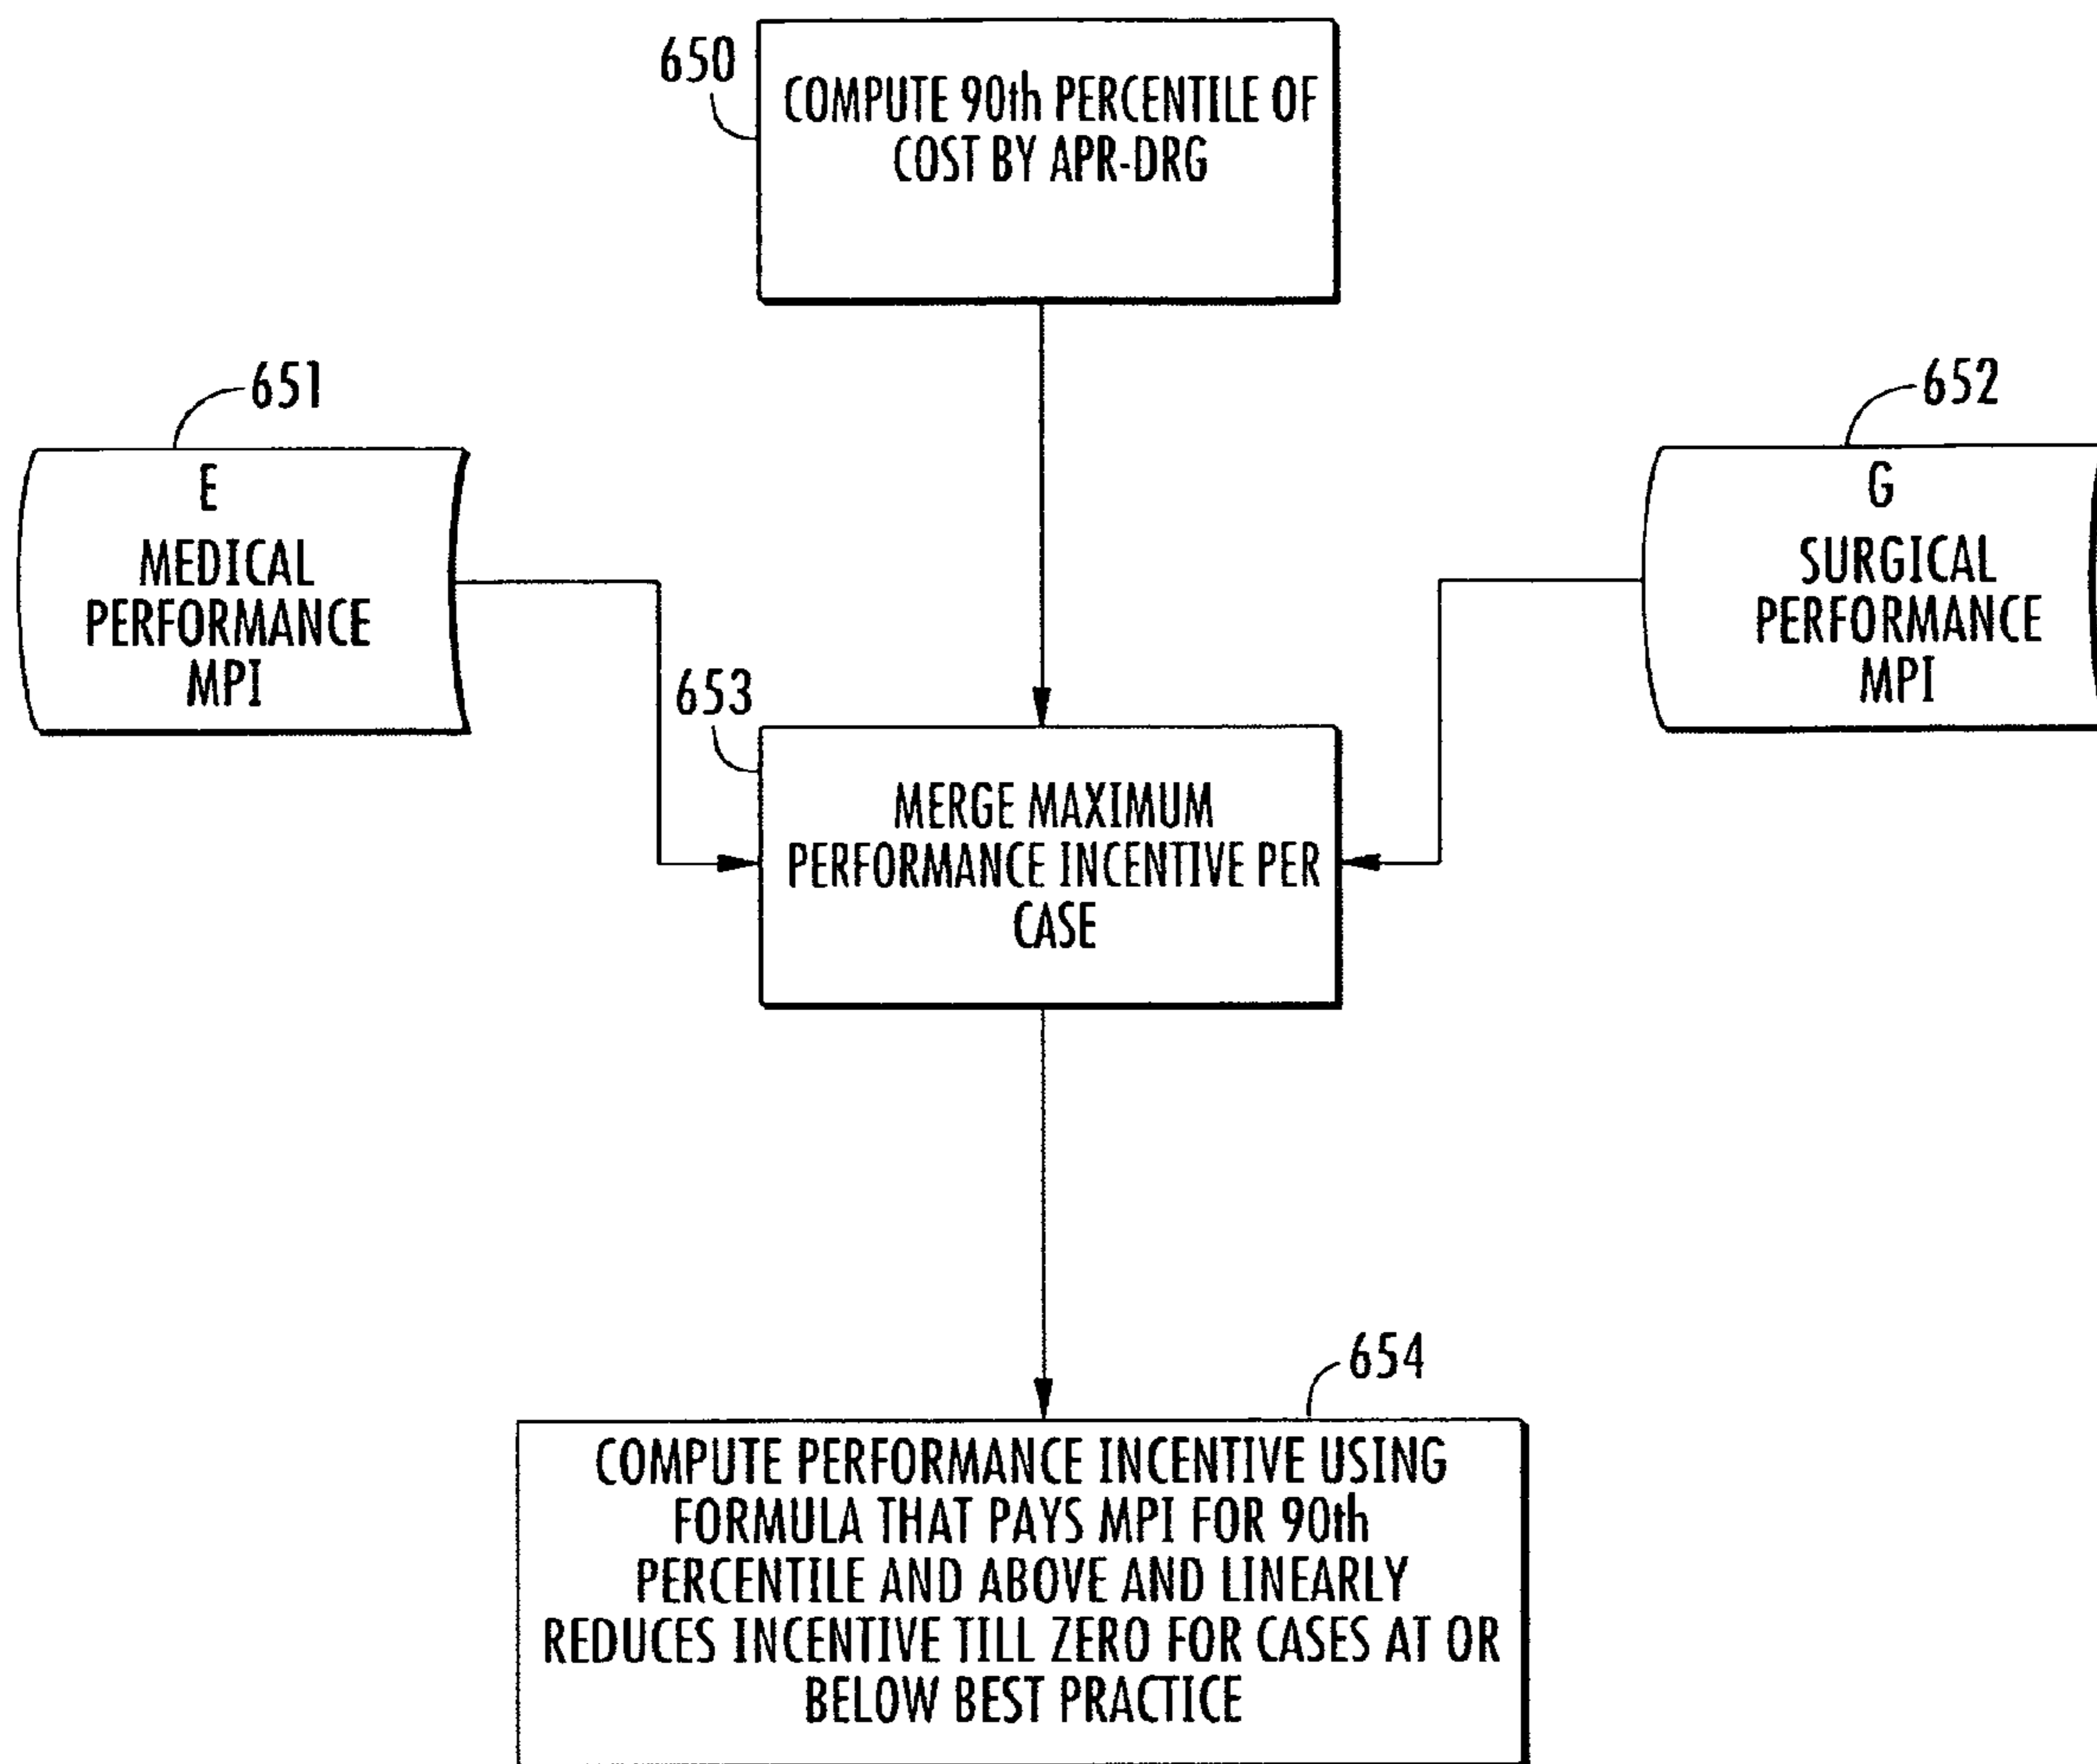 650
COMPUTE 90th PERCENTILE OF
COST BY APR-DRG
651
E
MEDICAL
PERFORMANCE
MPI
652
G
SURGICAL
PERFORMANCE
MPI
653
MERGE MAXIMUM
PERFORMANCE INCENTIVE PER
CASE
654
COMPUTE PERFORMANCE INCENTIVE USING
FORMULA THAT PAYS MPI FOR 90th
PERCENTILE AND ABOVE AND LINEARLY
REDUCES INCENTIVE TILL ZERO FOR CASES AT OR
BELOW BEST PRACTICE